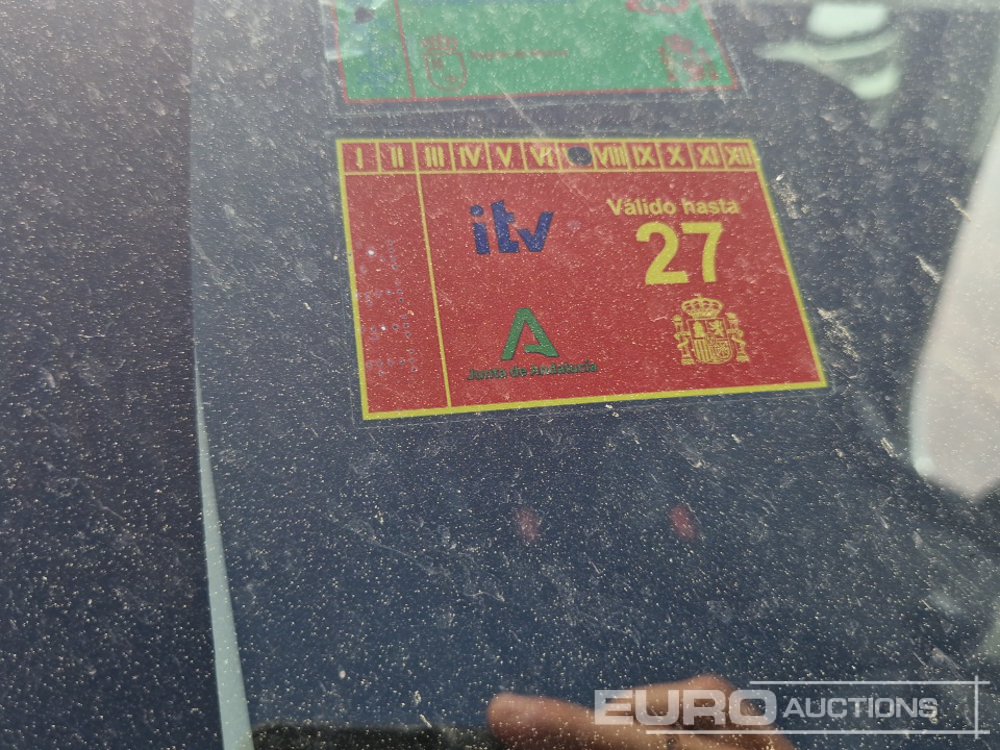 I II III IV V VI VIII IX X XI XII
itv
Válido hasta
27
Junta de Andalucía
EURO AUCTIONS